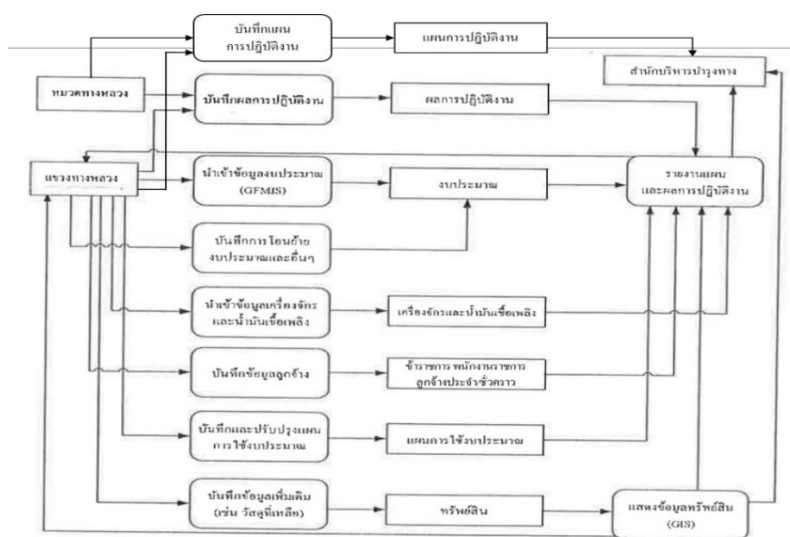 บันทึกแผน
การปฏิบัติงาน
แผนการปฏิบัติงาน
สำนักบริหารบำรุงทาง
หมวดทางหลวง
บันทึกผลการปฏิบัติงาน
ผลการปฏิบัติงาน
แขวงทางหลวง
นำเข้าข้อมูลงบประมาณ
(GFMIS)
งบประมาณ
รายงานแผน
และผลการปฏิบัติงาน
บันทึกการโอนย้าย
งบประมาณและอื่นๆ
นำเข้าข้อมูลเครื่องจักร
และน้ำมันเชื้อเพลิง
เครื่องจักรและน้ำมันเชื้อเพลิง
บันทึกข้อมูลลูกจ้าง
ข้าราชการ พนักงานราชการ
ลูกจ้างประจำชั่วคราว
บันทึกและปรับปรุงแผน
การใช้งบประมาณ
แผนการใช้งบประมาณ
บันทึกข้อมูลเพิ่มเติม
(เช่น วัสดุที่เหลือ)
ทรัพย์สิน
แสดงข้อมูลทรัพย์สิน
(GIS)